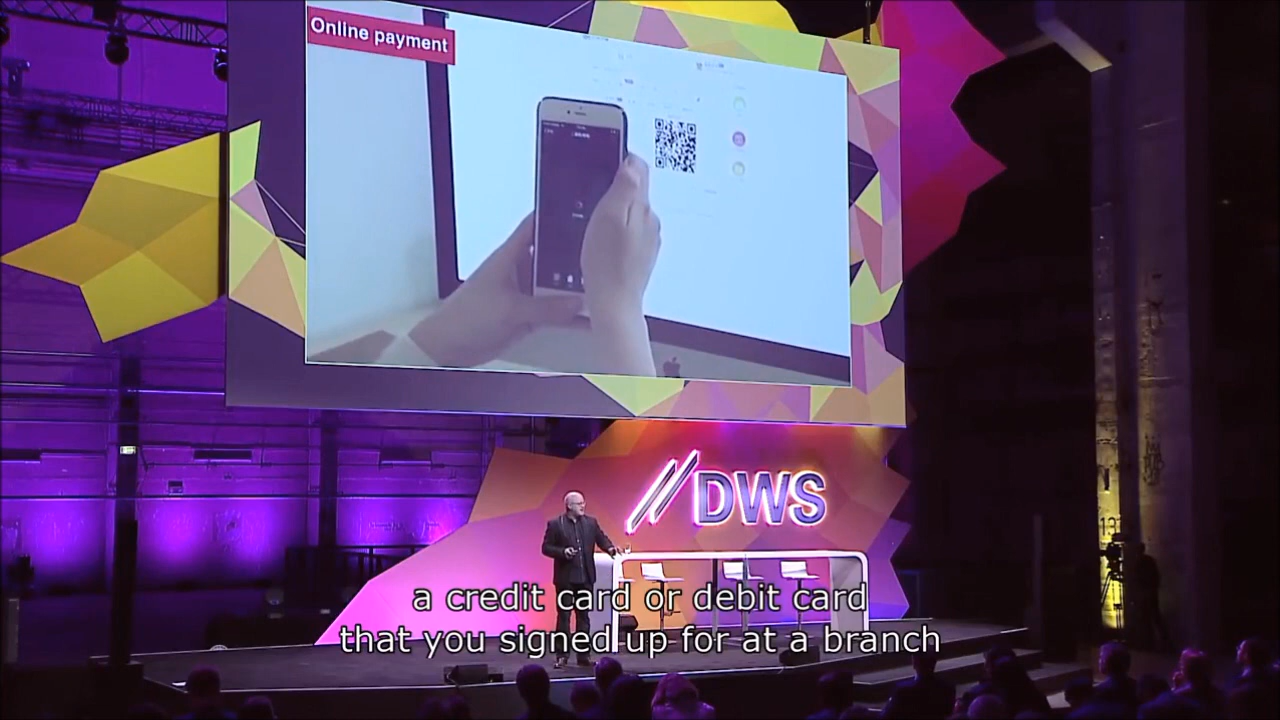 Online payment
DWS
a credit card or debit card
that you signed up for at a branch